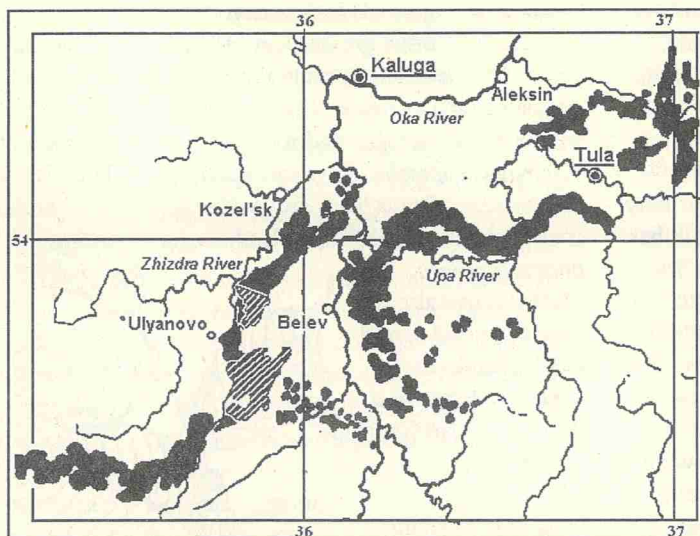 36
37
Kaluga
Oka River
Aleksin
Tula
Kozel'sk
54
Zhizdra River
Upa River
Ulyanovo
Belev
36
37